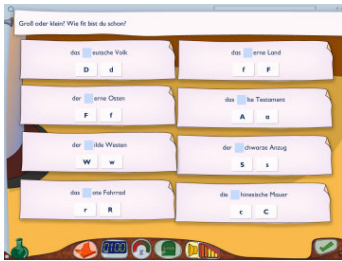 Groß oder klein? Wie fit bist du schon?
das eutsche Volk
D d
das erne Land
f F
der erne Osten
F f
das lte Testament
A a
der ilde Westen
W w
der chwarze Anzug
S s
das ote Fahrrad
r R
die hinesische Mauer
c C